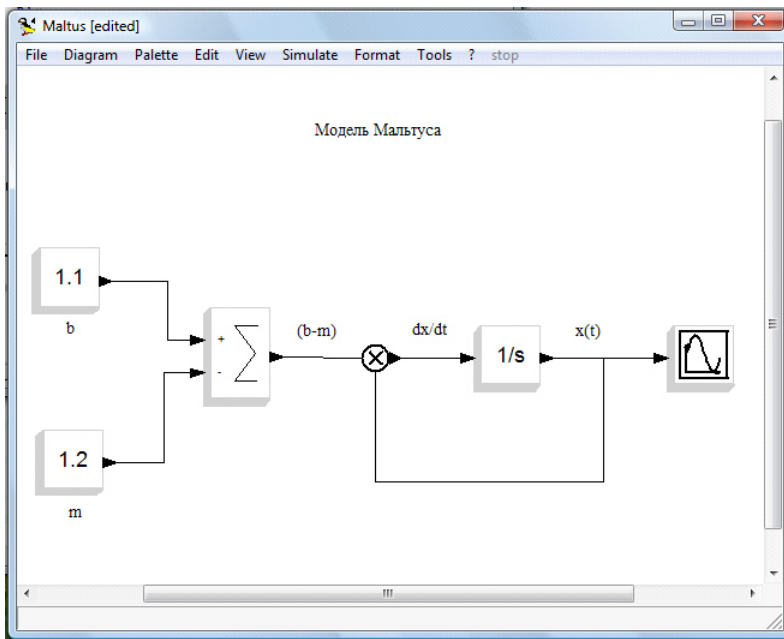 Maltus [edited]
File Diagram Palette Edit View Simulate Format Tools ? stop
Модель Мальтуса
1.1
b
+
-
(b-m)
dx/dt
1/s
x(t)
1.2
m